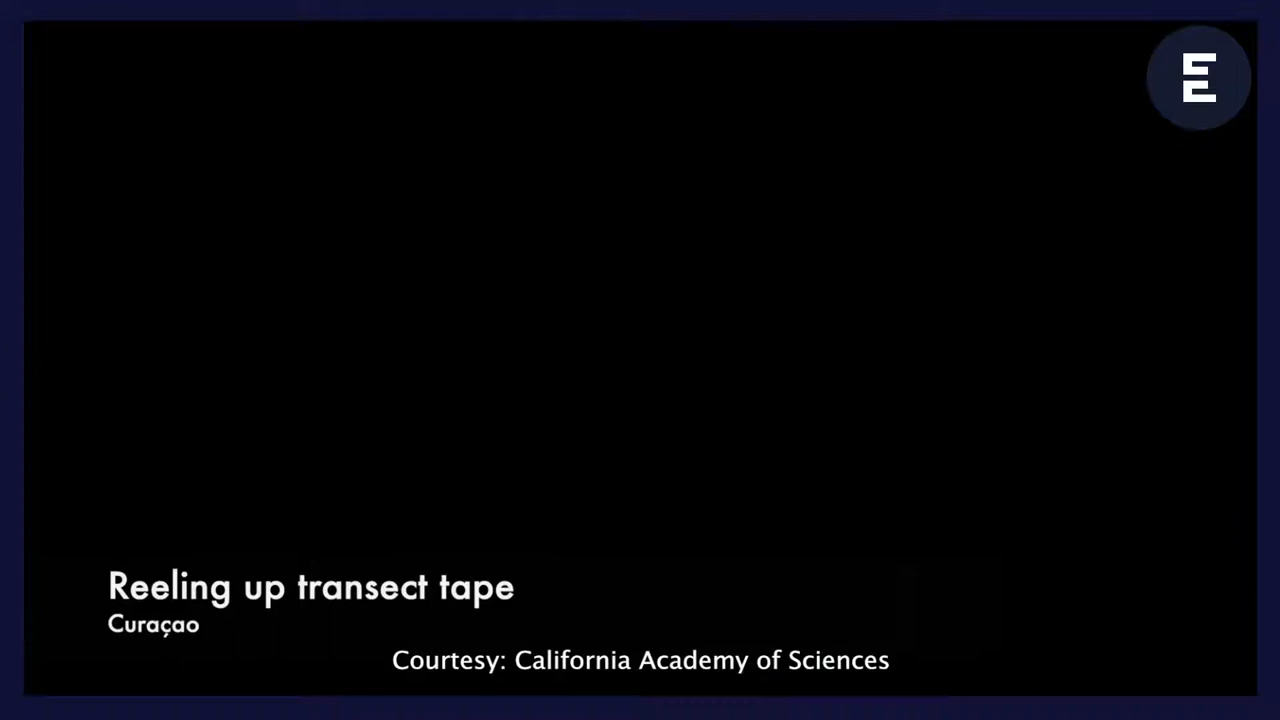 E
Reeling up transect tape
Curaçao
Courtesy: California Academy of Sciences